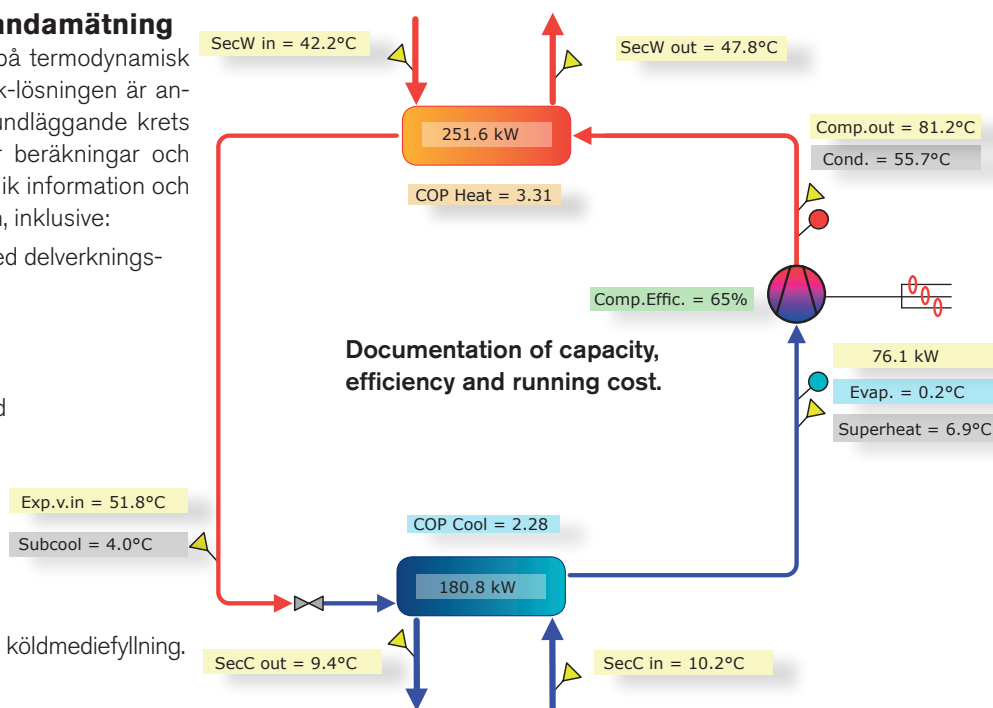 andamätning
på termodynamisk
k-lösningen är an-
undläggande krets
r beräkningar och
ik information och
n, inklusive:
ed delverknings-
d
köldmediefyllning.
SecW in = 42.2°C
SecW out = 47.8°C
251.6 kW
COP Heat = 3.31
Comp.out = 81.2°C
Cond. = 55.7°C
Comp.Effic. = 65%
Documentation of capacity,
efficiency and running cost.
76.1 kW
Evap. = 0.2°C
Superheat = 6.9°C
Exp.v.in = 51.8°C
Subcool = 4.0°C
COP Cool = 2.28
180.8 kW
SecC out = 9.4°C
SecC in = 10.2°C